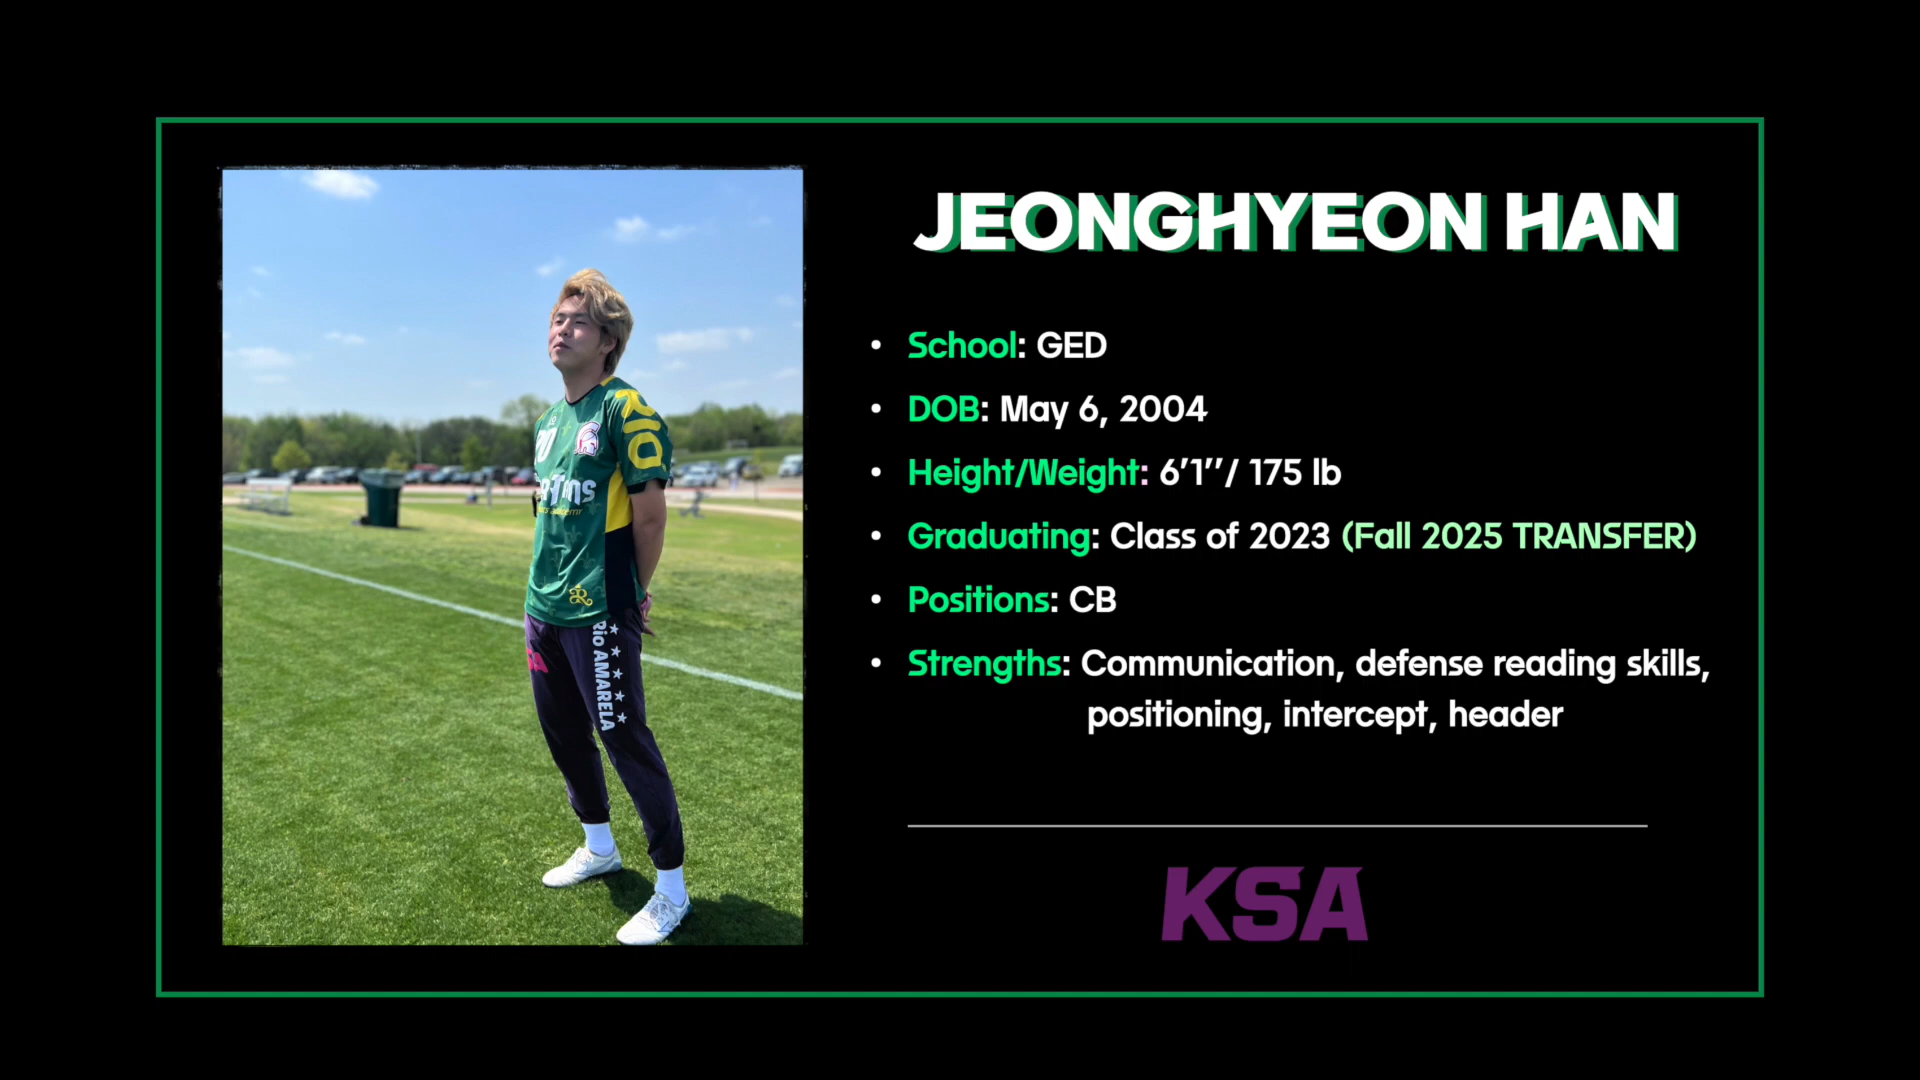 JEONGHYEON HAN
• School: GED
• DOB: May 6, 2004
• Height/Weight: 6’1’’/ 175 lb
• Graduating: Class of 2023 (Fall 2025 TRANSFER)
• Positions: CB
• Strengths: Communication, defense reading skills,
positioning, intercept, header
KSA
RIO
Rio AMARELA